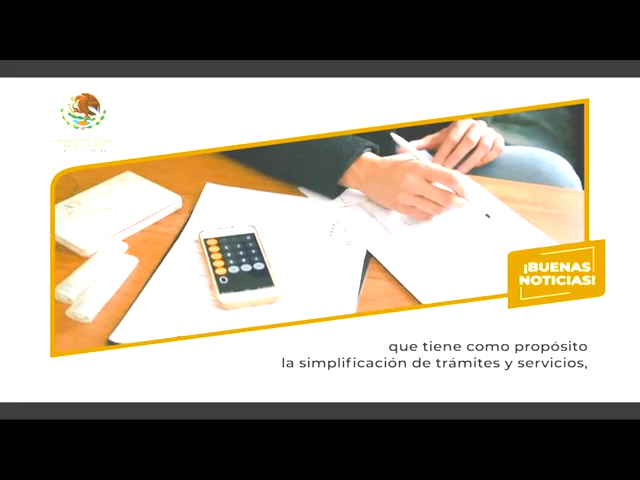 ¡BUENAS
NOTICIAS!
que tiene como propósito
la simplificación de trámites y servicios,